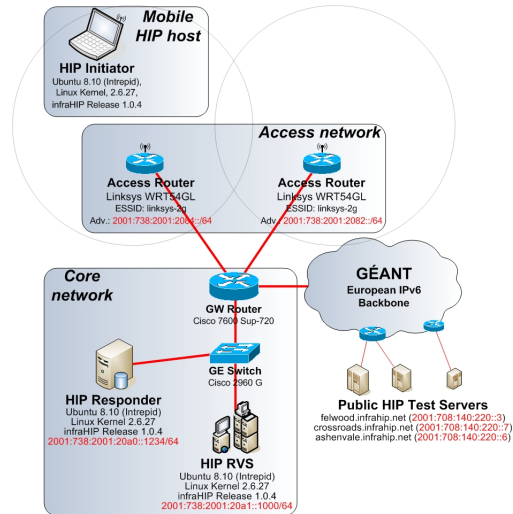 Mobile
HIP host
HIP Initiator
Ubuntu 8.10 (Intrepid),
Linux Kernel, 2.6.27,
infraHIP Release 1.0.4
Access network
Access Router
Linksys WRT54GL
ESSID: linksys-2g
Adv.: 2001:738:2001:2084::/64
Access Router
Linksys WRT54GL
ESSID: linksys-2g
Adv.: 2001:738:2001:2082::/64
Core
network
GW Router
Cisco 7600 Sup-720
GE Switch
Cisco 2960 G
HIP Responder
Ubuntu 8.10 (Intrepid)
Linux Kernel 2.6.27
infraHIP Release 1.0.4
2001:738:2001:20a0::1234/64
HIP RVS
Ubuntu 8.10 (Intrepid)
Linux Kernel 2.6.27
infraHIP Release 1.0.4
2001:738:2001:20a1::1000/64
GÉANT
European IPv6
Backbone
Public HIP Test Servers
felwood.infrahip.net (2001:708:140:220::3)
crossroads.infrahip.net (2001:708:140:220::7)
ashenvale.infrahip.net (2001:708:140:220::6)